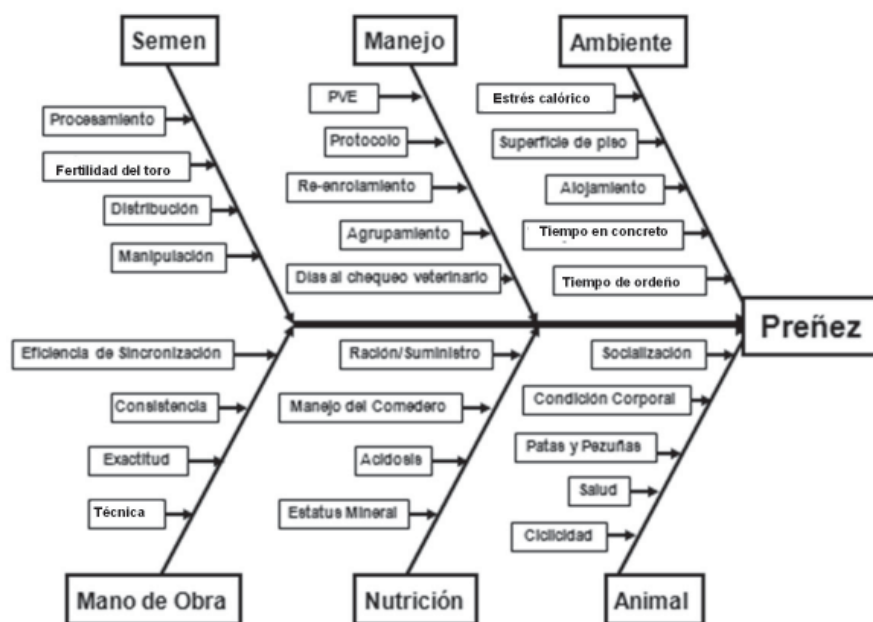 Semen
Manejo
Ambiente
Procesamiento
Fertilidad del toro
Distribución
Manipulación
PVE
Protocolo
Re-enrolamiento
Agrupamiento
Dias al chequeo veterinario
Estrés calórico
Superficie de piso
Alojamiento
Tiempo en concreto
Tiempo de ordeño
Preñez
Eficiencia de Sincronización
Consistencia
Exactitud
Técnica
Ración/Suministro
Manejo del Comedero
Acidosis
Estatus Mineral
Socialización
Condición Corporal
Patas y Pezuñas
Salud
Ciclicidad
Mano de Obra
Nutrición
Animal